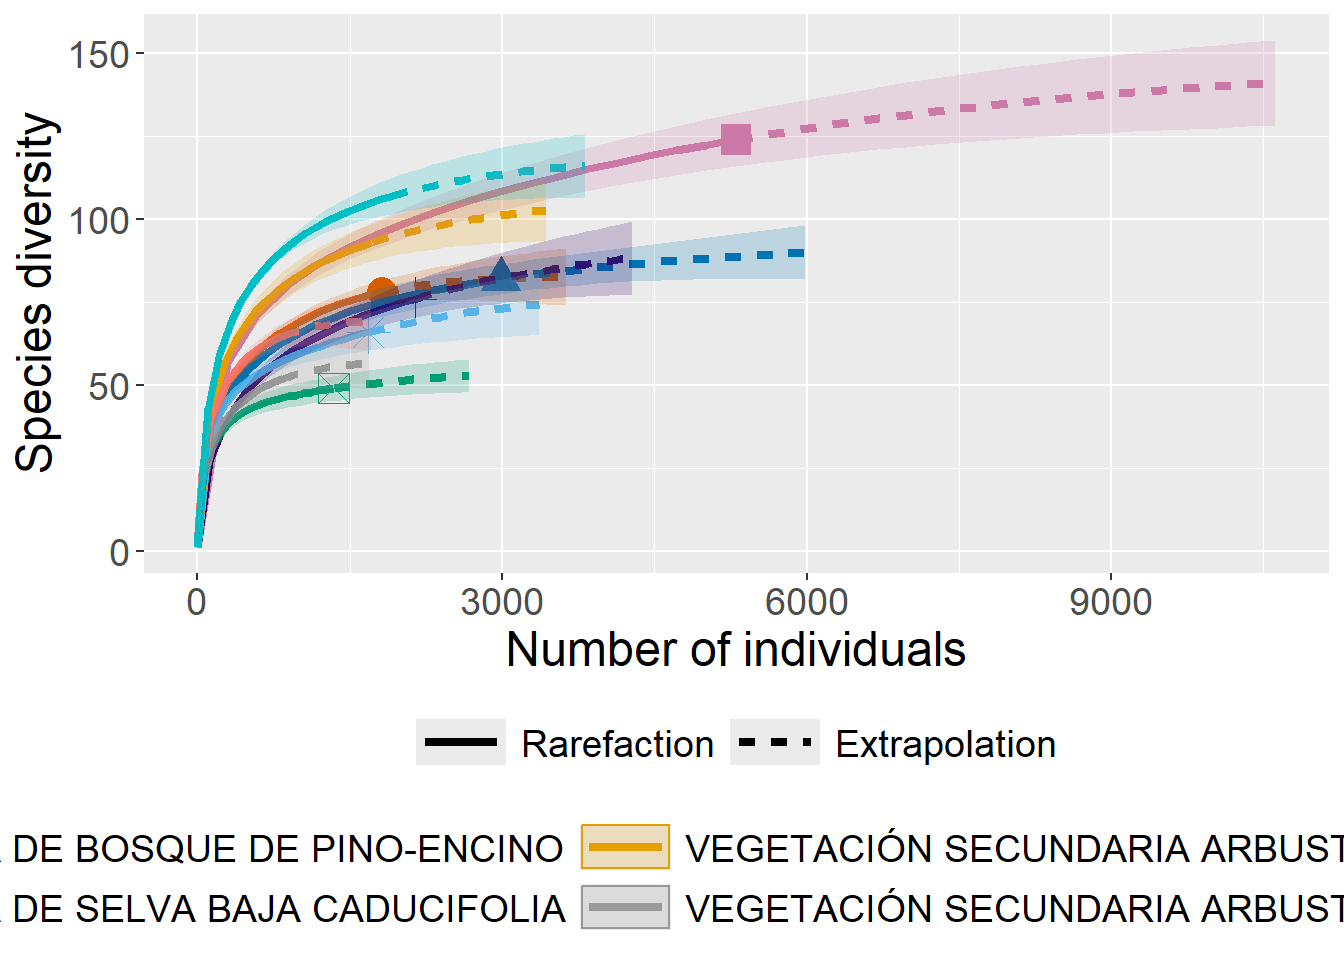 150
100
50
0
Species diversity
0 3000 6000 9000
Number of individuals
Rarefaction Extrapolation
DE BOSQUE DE PINO-ENCINO VEGETACIÓN SECUNDARIA ARBUST
DE SELVA BAJA CADUCIFOLIA VEGETACIÓN SECUNDARIA ARBUST